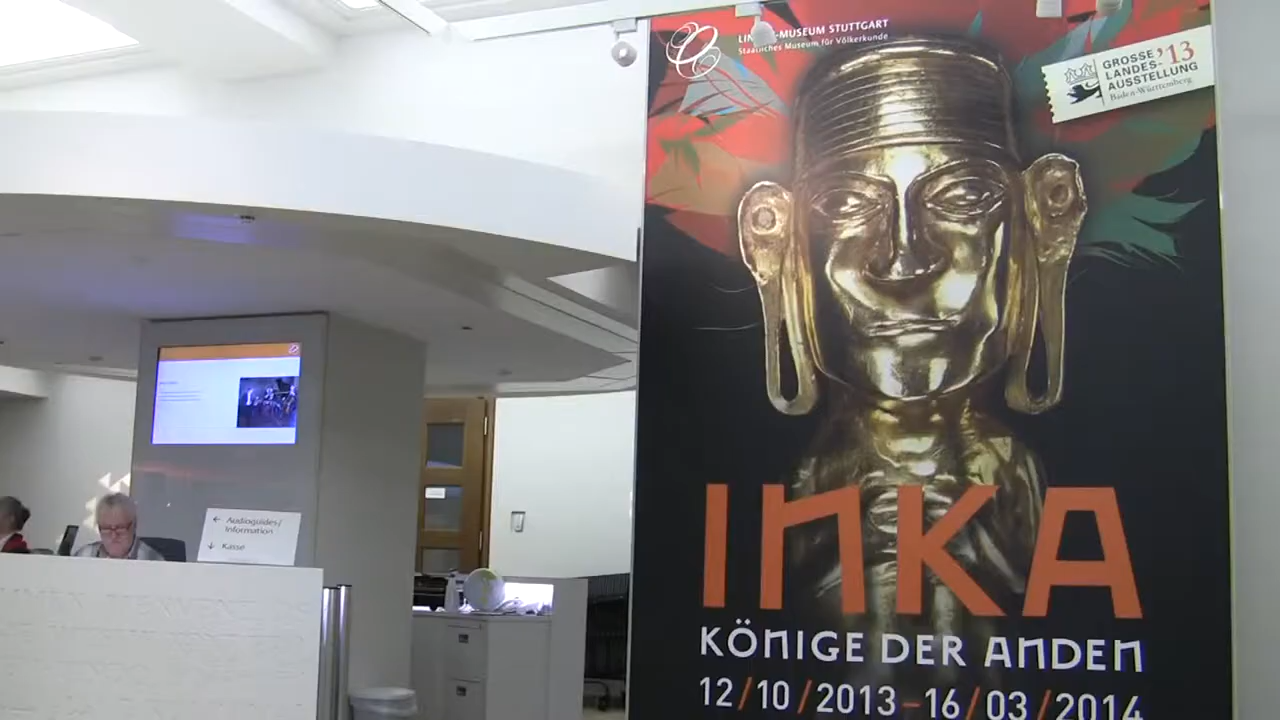 LINDEN-MUSEUM STUTTGART
Staatliches Museum für Völkerkunde
GROSSE '13
LANDES-
AUSSTELLUNG
Baden-Württemberg
INKA
KÖNIGE DER ANDEN
12/10/2013–16/03/2014
← Audioguides/
Information
↓ Kasse